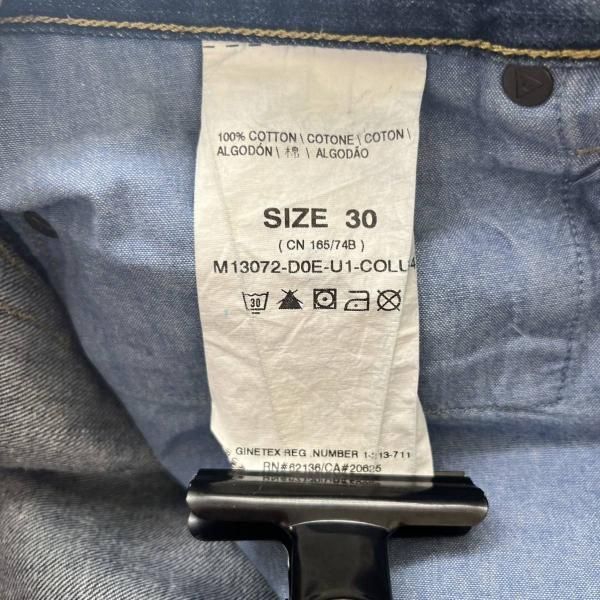 100% COTTON \ COTONE \ COTON \
ALGODÓN \ 棉 \ ALGODÃO
SIZE 30
( CN 165/74B )
M13072-D0E-U1-COLU4
30
GINETEX REG .NUMBER
RN#62136/CA#20625